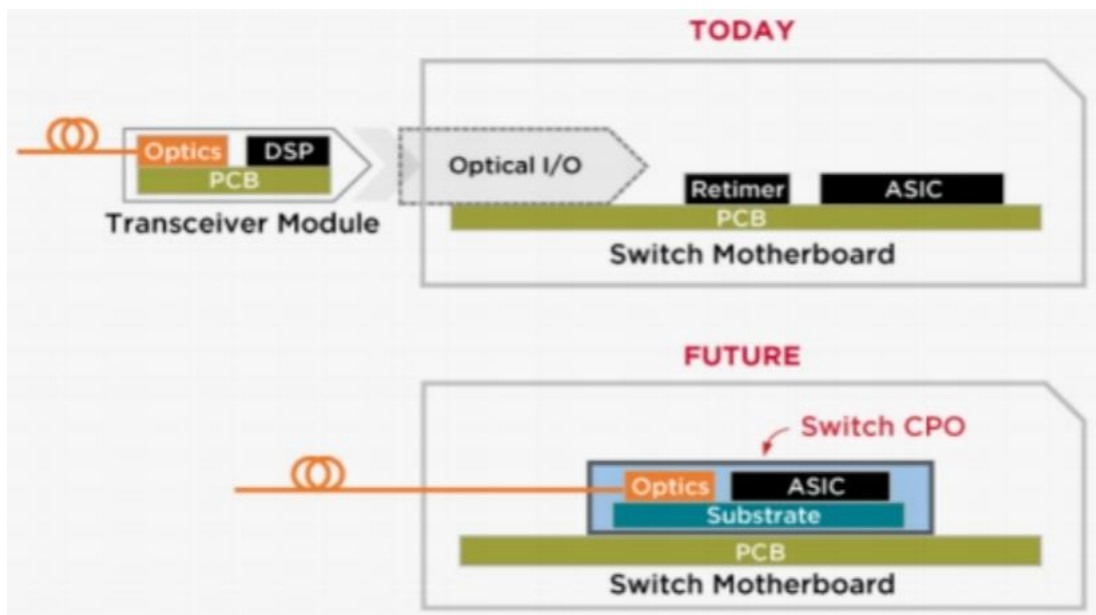 TODAY
Optics DSP
PCB
Transceiver Module
Optical I/O
Retimer ASIC
PCB
Switch Motherboard
FUTURE
Switch CPO
Optics ASIC
Substrate
PCB
Switch Motherboard